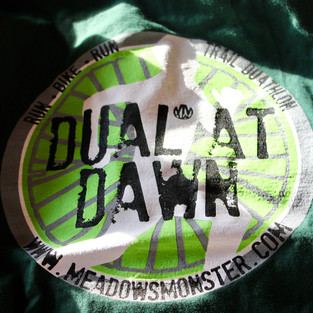 RUN - BIKE - RUN
TRAIL DUATHLON
DUAL AT
DAWN
WWW.MEADOWSMONSTER.COM